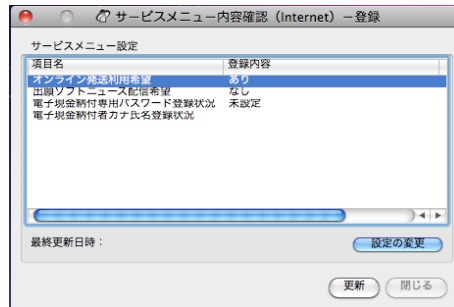 サービスメニュー内容確認（Internet）－登録
サービスメニュー設定
項目名 登録内容
オンライン発送利用希望 あり
出願ソフトニュース配信希望 なし
電子現金納付専用パスワード登録状況 未設定
電子現金納付者カナ氏名登録状況
最終更新日時：
設定の変更
更新 閉じる